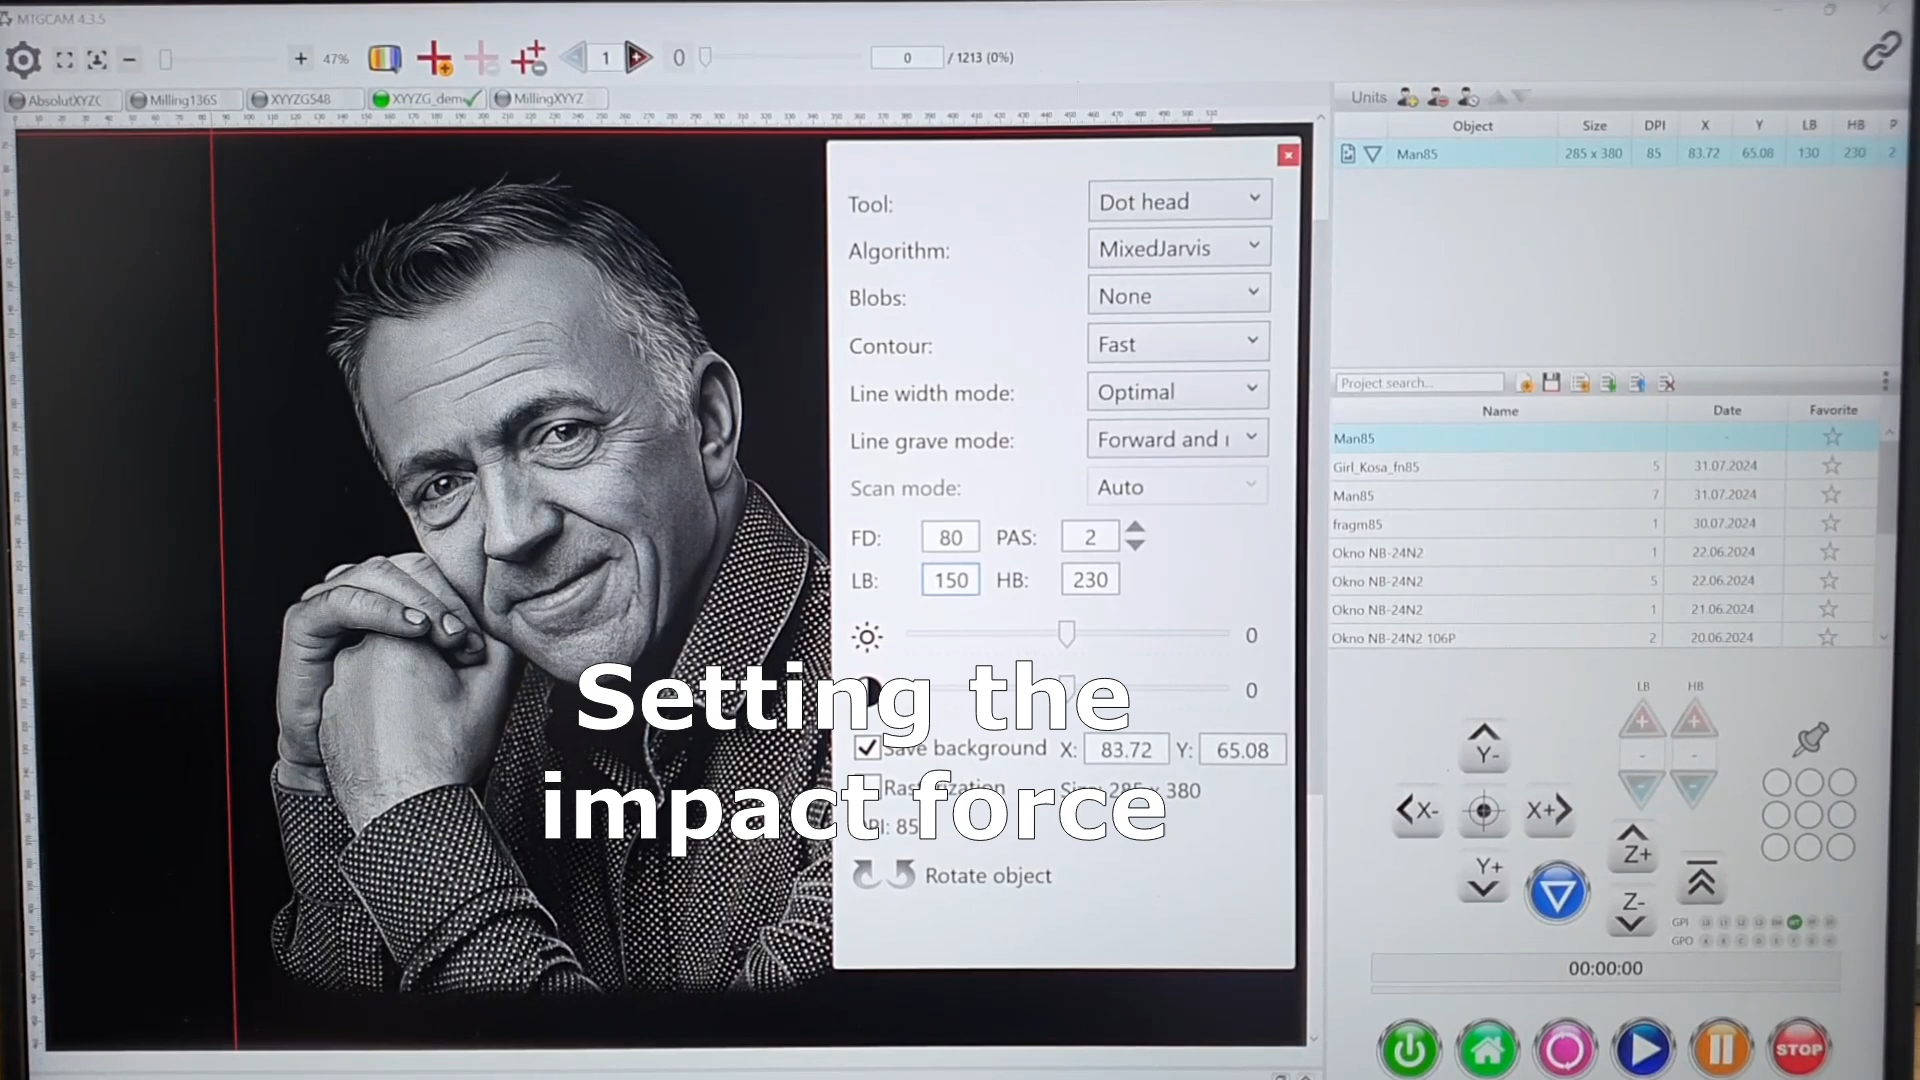 MTGCAM 4.3.5
47% 1 0 0 / 1213 (0%)
AbsolutXYZC Milling136S XYYZG548 XYYZG_dem MillingXYYZ
Units
Object Size DPI X Y LB HB P
Man85 285 x 380 85 83.72 65.08 130 230 2
Tool: Dot head
Algorithm: MixedJarvis
Blobs: None
Contour: Fast
Line width mode: Optimal
Line grave mode: Forward and r
Scan mode: Auto
FD: 80 PAS: 2
LB: 150 HB: 230
0
0
Save background X: 83.72 Y: 65.08
Rasterization Size: 285 x 380
DPI: 85
Rotate object
Setting the
impact force
Project search...
Name Date Favorite
Man85 -
Girl_Kosa_fn85 5 31.07.2024
Man85 7 31.07.2024
fragm85 1 30.07.2024
Okno NB-24N2 1 22.06.2024
Okno NB-24N2 5 22.06.2024
Okno NB-24N2 1 21.06.2024
Okno NB-24N2 106P 2 20.06.2024
LB HB
Y-
X- X+
Y+
Z+
Z-
GPI
GPO
00:00:00
STOP